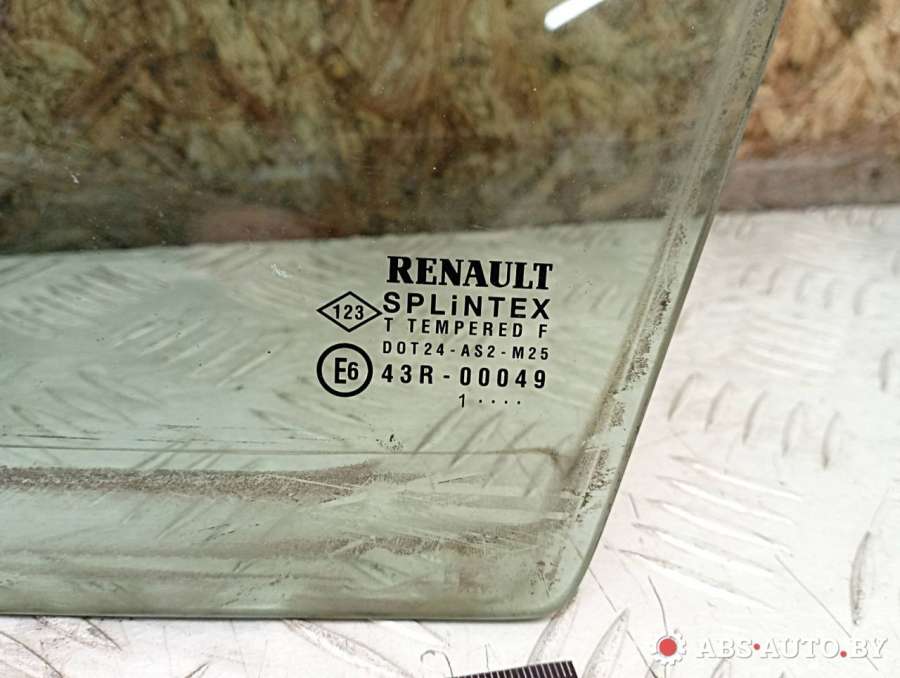 RENAULT
SPLiNTEX
123
T TEMPERED F
DOT24-AS2-M25
E6
43R-00049
1 ....
ABS-AUTO.BY